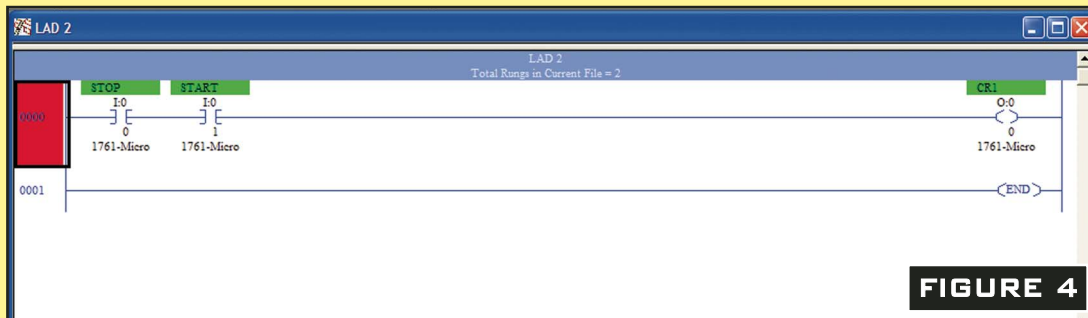 LAD 2
LAD 2
Total Rungs in Current File = 2
STOP START CR1
I:0 I:0 O:0
0000
0 1 0
1761-Micro 1761-Micro 1761-Micro
0001 END
FIGURE 4